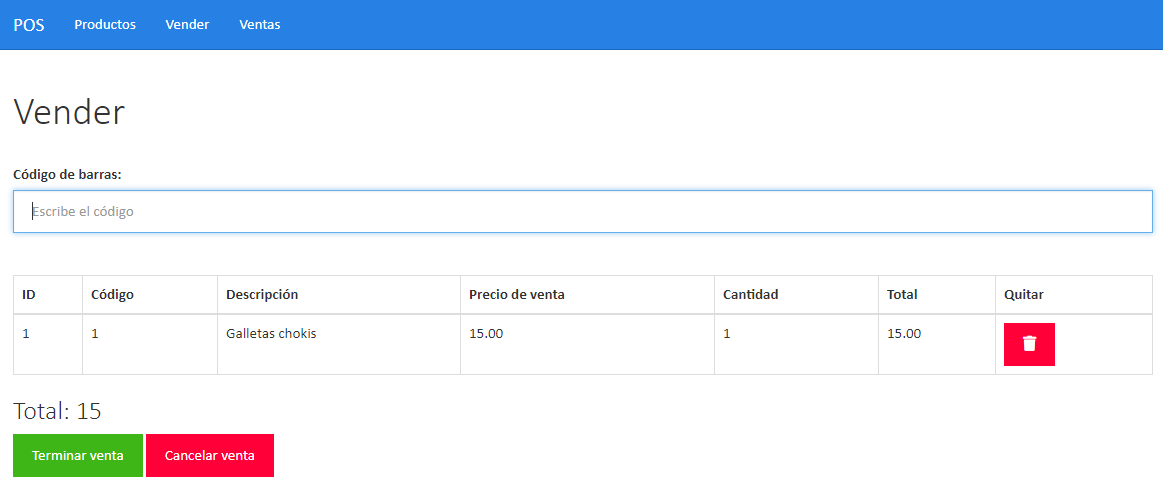 POS Productos Vender Ventas
Vender
Código de barras:
Escribe el código
ID Código Descripción Precio de venta Cantidad Total Quitar
1 1 Galletas chokis 15.00 1 15.00
Total: 15
Terminar venta Cancelar venta